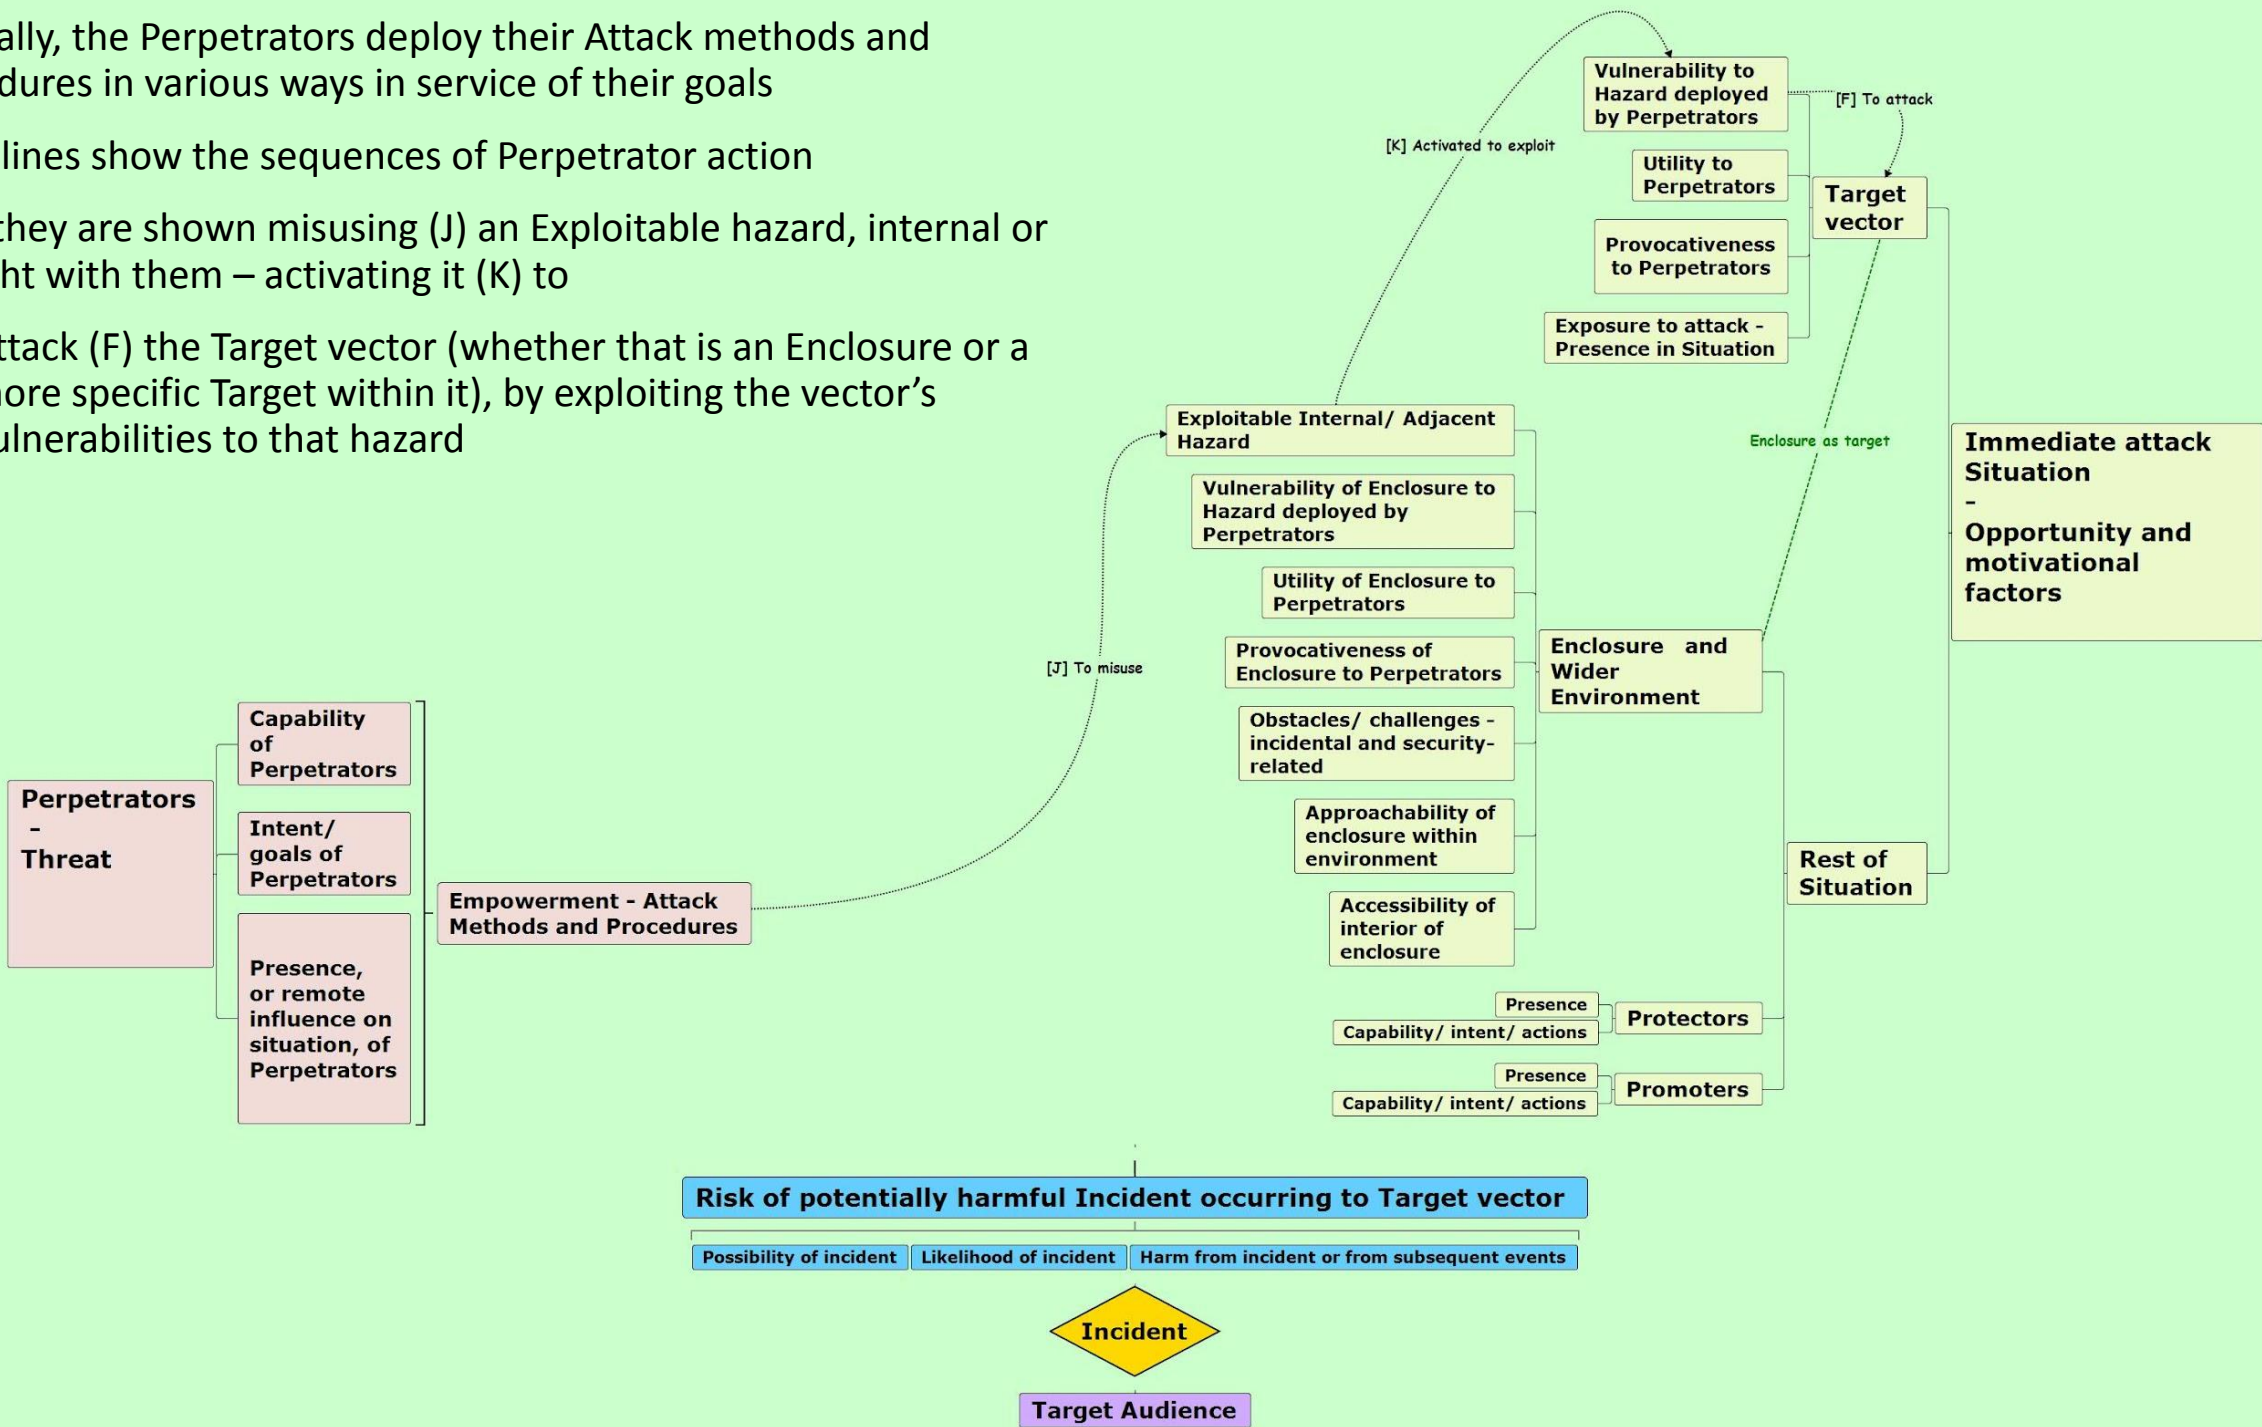 ally, the Perpetrators deploy their Attack methods and
dures in various ways in service of their goals
lines show the sequences of Perpetrator action
they are shown misusing (J) an Exploitable hazard, internal or
ht with them – activating it (K) to
ttack (F) the Target vector (whether that is an Enclosure or a
ore specific Target within it), by exploiting the vector’s
ulnerabilities to that hazard
Vulnerability to
Hazard deployed
by Perpetrators
[F] To attack
[K] Activated to exploit
Utility to
Perpetrators
Target
vector
Provocativeness
to Perpetrators
Exposure to attack -
Presence in Situation
Exploitable Internal/ Adjacent
Hazard
Enclosure as target
Immediate attack
Situation
-
Opportunity and
motivational
factors
Vulnerability of Enclosure to
Hazard deployed by
Perpetrators
Utility of Enclosure to
Perpetrators
[J] To misuse
Provocativeness of
Enclosure to Perpetrators
Enclosure and
Wider
Environment
Obstacles/ challenges -
incidental and security-
related
Approachability of
enclosure within
environment
Accessibility of
interior of
enclosure
Rest of
Situation
Presence
Capability/ intent/ actions
Protectors
Presence
Capability/ intent/ actions
Promoters
Perpetrators
-
Threat
Capability
of
Perpetrators
Intent/
goals of
Perpetrators
Presence,
or remote
influence on
situation, of
Perpetrators
Empowerment - Attack
Methods and Procedures
Risk of potentially harmful Incident occurring to Target vector
Possibility of incident
Likelihood of incident
Harm from incident or from subsequent events
Incident
Target Audience